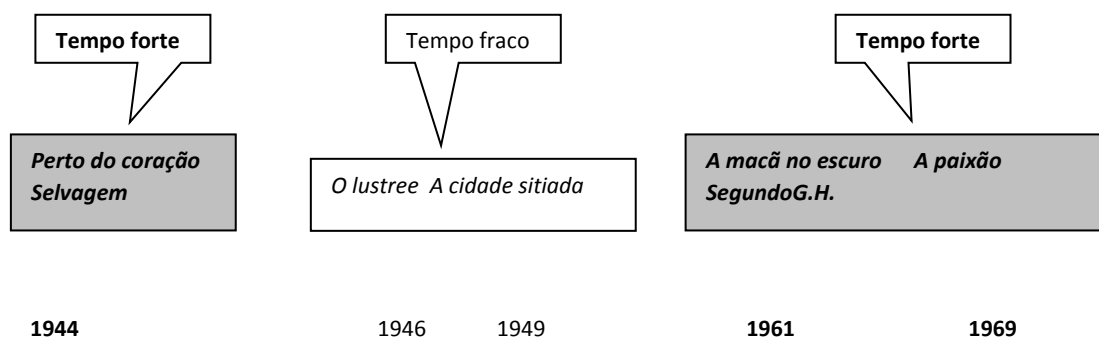 Tempo forte
Tempo fraco
Tempo forte
Perto do coração
Selvagem
O lustree A cidade sitiada
A macã no escuro A paixão
SegundoG.H.
1944
1946
1949
1961
1969